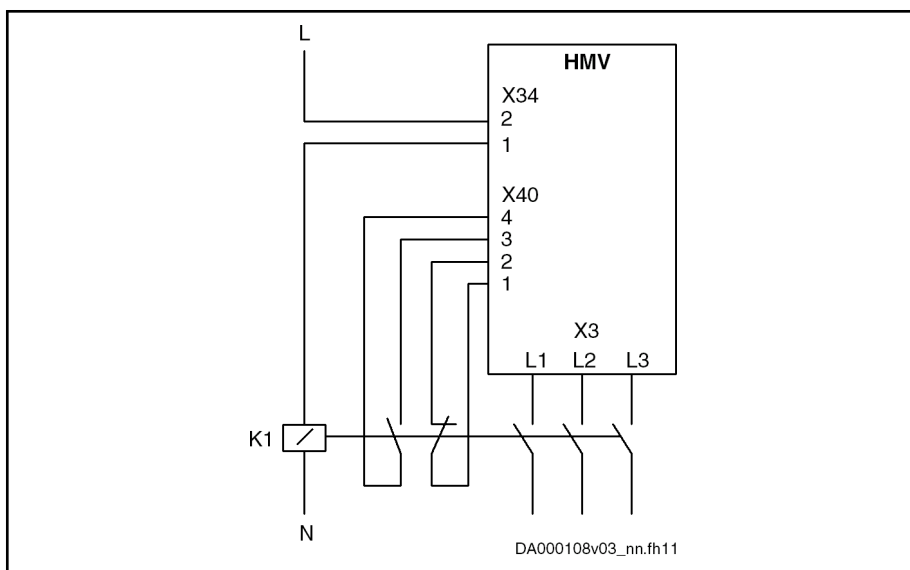 L
HMV
X34
2
1
X40
4
3
2
1
X3
L1 L2 L3
K1
N
DA000108v03_nn.fh11